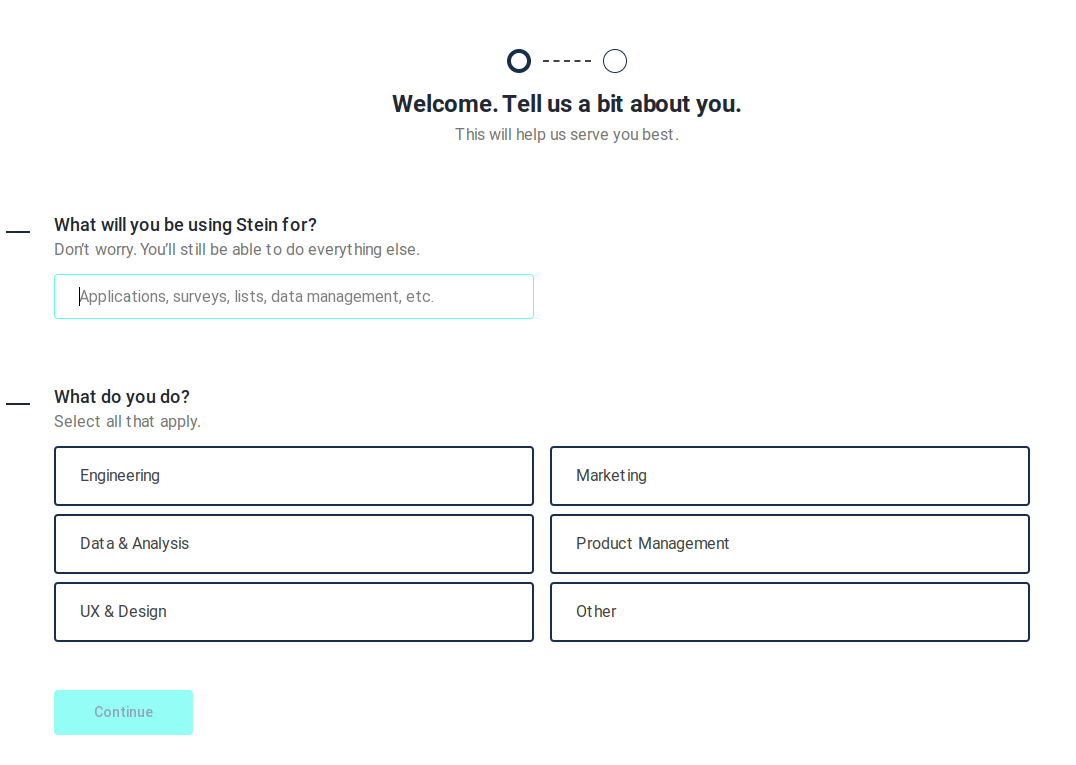 Welcome. Tell us a bit about you.
This will help us serve you best.
What will you be using Stein for?
Don't worry. You'll still be able to do everything else.
Applications, surveys, lists, data management, etc.
What do you do?
Select all that apply.
Engineering
Marketing
Data & Analysis
Product Management
UX & Design
Other
Continue